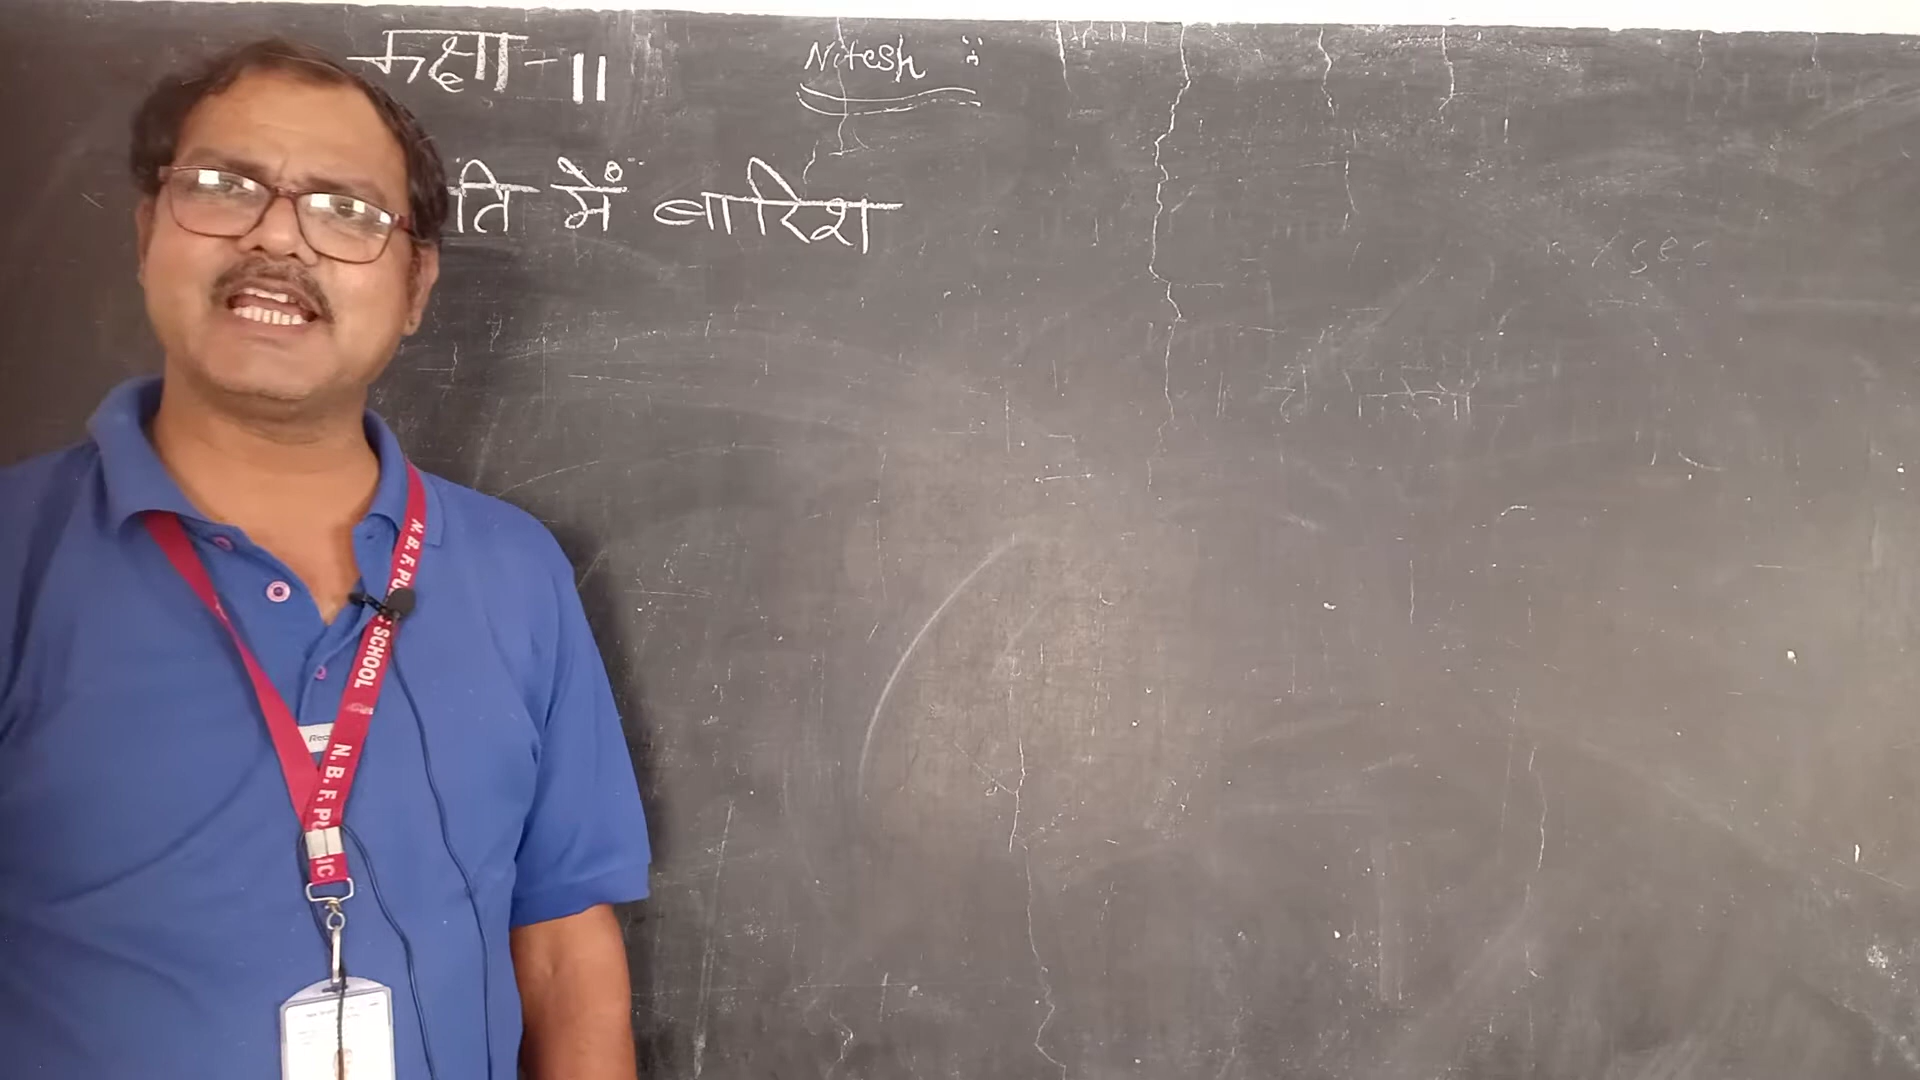 कक्षा - 11
Nitesh
में बारिश
N. B. F. PU C SCHOOL
N. B. F. PU IC